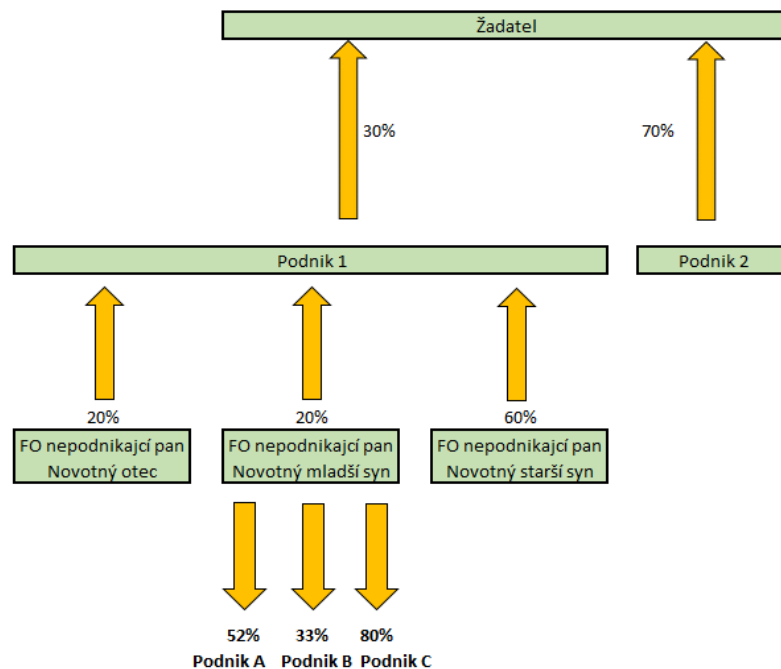 Žadatel
30%
70%
Podnik 1
Podnik 2
20%
20%
60%
FO nepodnikajcí pan
Novotný otec
FO nepodnikajcí pan
Novotný mladší syn
FO nepodnikajcí pan
Novotný starší syn
52% 33% 80%
Podnik A Podnik B Podnik C